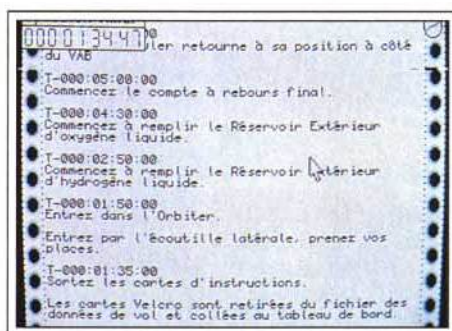 00013447
ler retourne à sa position à côté
du VAB
T-000:05:00:00
Commencez le compte à rebours final.
T-000:04:30:00
Commencez à remplir le Réservoir Extérieur
d'oxygène liquide.
T-000:02:50:00
Commencez à remplir le Réservoir Extérieur
d'hydrogène liquide.
T-000:01:50:00
Entrez dans l'Orbiter.
Entrez par l'écoutille latérale, prenez vos
places.
T-000:01:35:00
Sortez les cartes d'instructions.
Les cartes Velcro sont retirées du fichier des
données de vol et collées au tableau de bord.